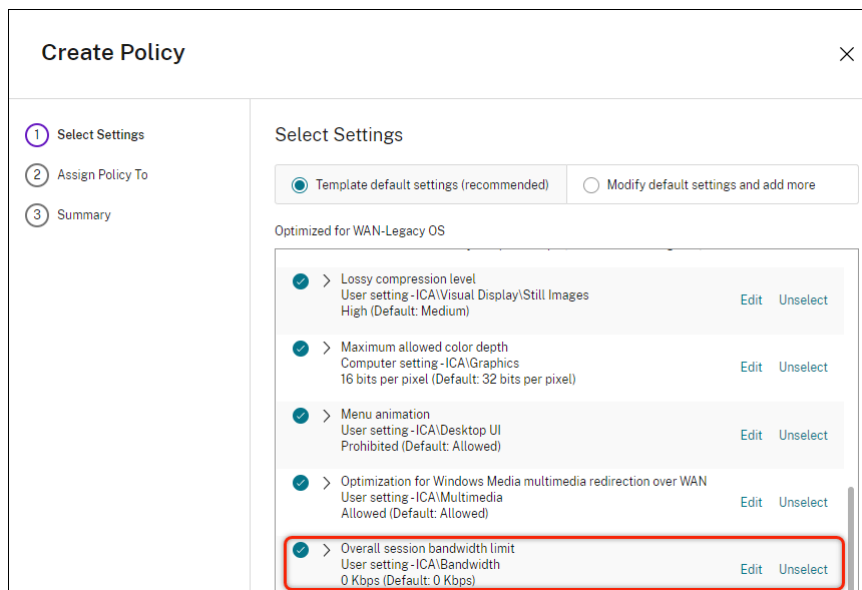 Create Policy
1 Select Settings
2 Assign Policy To
3 Summary
Select Settings
Template default settings (recommended)
Modify default settings and add more
Optimized for WAN-Legacy OS
Lossy compression level
User setting - ICA\Visual Display\Still Images
High (Default: Medium)
Edit Unselect
Maximum allowed color depth
Computer setting - ICA\Graphics
16 bits per pixel (Default: 32 bits per pixel)
Edit Unselect
Menu animation
User setting - ICA\Desktop UI
Prohibited (Default: Allowed)
Edit Unselect
Optimization for Windows Media multimedia redirection over WAN
User setting - ICA\Multimedia
Allowed (Default: Allowed)
Edit Unselect
Overall session bandwidth limit
User setting - ICA\Bandwidth
0 Kbps (Default: 0 Kbps)
Edit Unselect